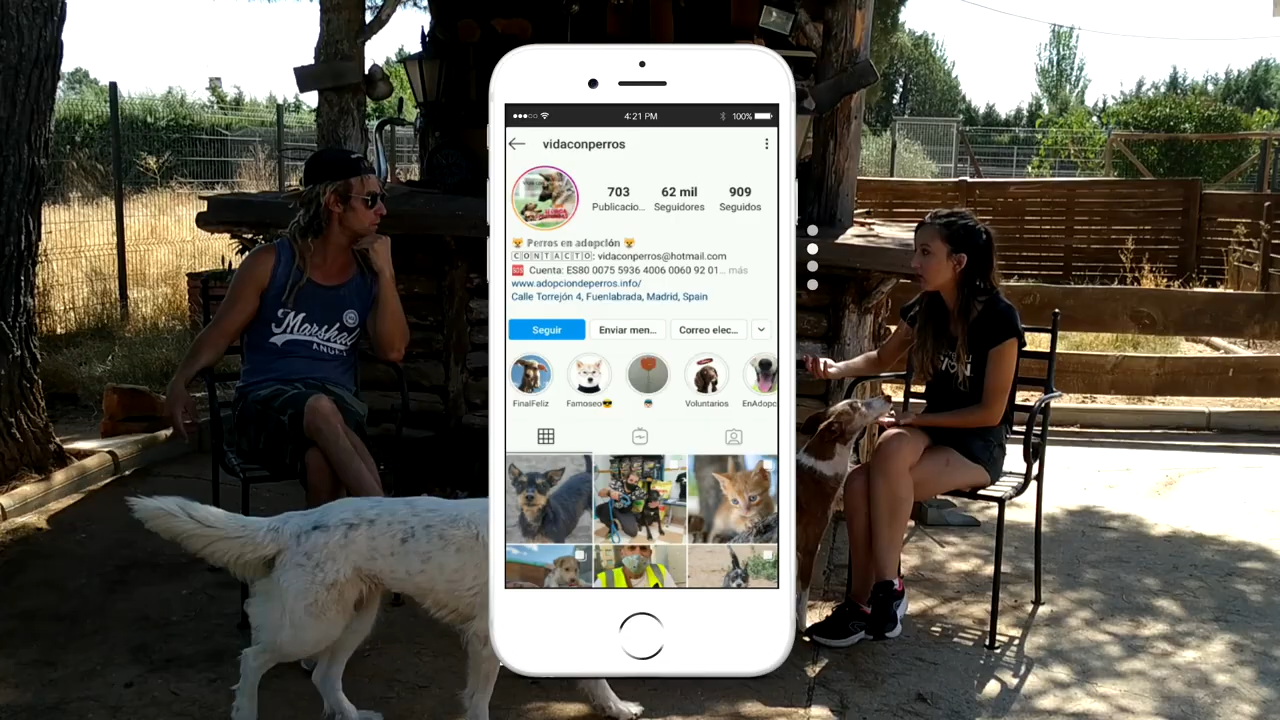 4:21 PM
100%
vidaconperros
703
62 mil
909
Publicacio...
Seguidores
Seguidos
Perros en adopción
CONTACTO: vidaconperros@hotmail.com
SOS Cuenta: ES80 0075 5936 4006 0060 92 01... más
www.adopciondeperros.info/
Calle Torrejón 4, Fuenlabrada, Madrid, Spain
Seguir
Enviar men...
Correo elec...
FinalFeliz
Famoseo
Voluntarios
EnAdopc
Marshal